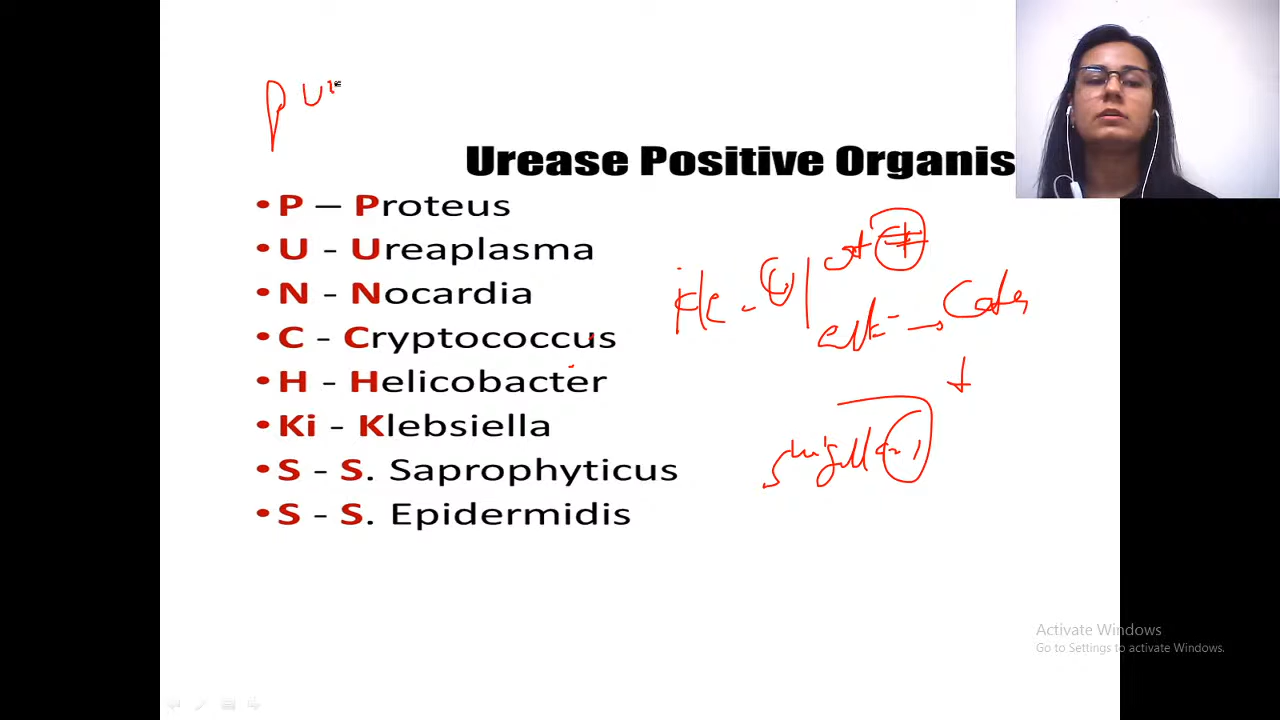 PU
Urease Positive Organis
• P – Proteus
• U - Ureaplasma
• N - Nocardia
• C - Cryptococcus
• H - Helicobacter
• Ki - Klebsiella
• S - S. Saprophyticus
• S - S. Epidermidis
Activate Windows
Go to Settings to activate Windows.